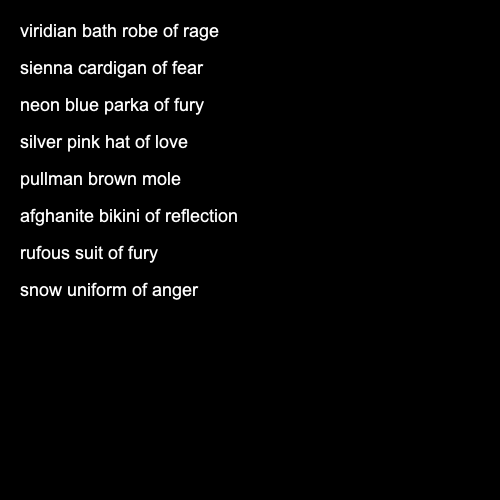 viridian bath robe of rage
sienna cardigan of fear
neon blue parka of fury
silver pink hat of love
pullman brown mole
afghanite bikini of reflection
rufous suit of fury
snow uniform of anger